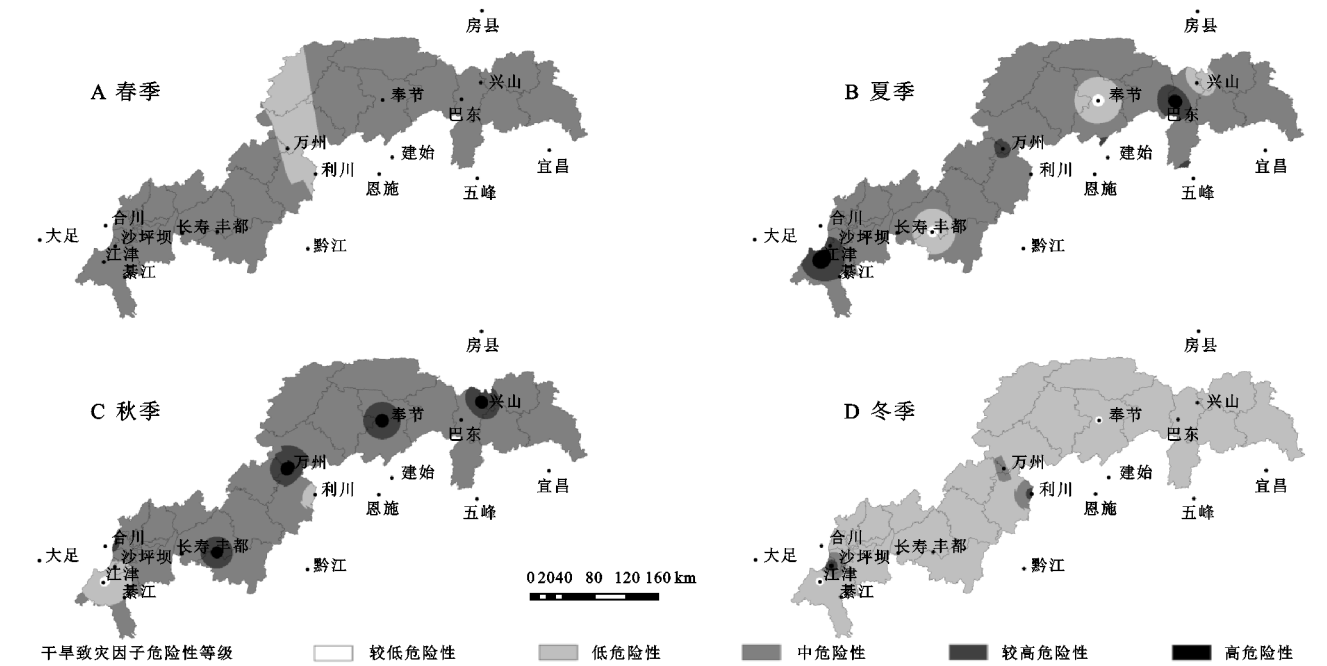 房县
A 春季
兴山
奉节
巴东
万州
建始
宜昌
利川
恩施
五峰
合川
大足
沙坪坝
长寿
丰都
江津
黔江
綦江
房县
B 夏季
兴山
奉节
巴东
万州
建始
宜昌
利川
恩施
五峰
合川
大足
沙坪坝
长寿
丰都
江津
黔江
綦江
房县
C 秋季
兴山
奉节
巴东
万州
建始
宜昌
利川
恩施
五峰
合川
大足
沙坪坝
长寿
丰都
江津
黔江
綦江
房县
D 冬季
兴山
奉节
巴东
万州
建始
宜昌
利川
恩施
五峰
合川
大足
沙坪坝
长寿
丰都
江津
黔江
綦江
0 20 40 80 120 160 km
干旱致灾因子危险性等级 较低危险性 低危险性 中危险性 较高危险性 高危险性